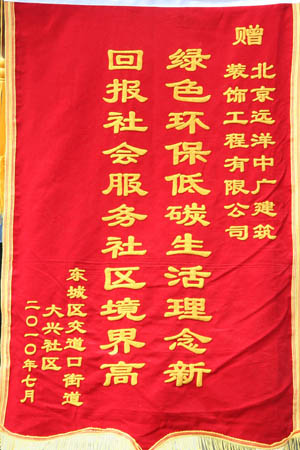 赠
北京远洋中广建筑
装饰工程有限公司
绿色环保低碳生活理念新
回报社会服务社区境界高
东城区交道口街道
大兴社区
二〇一〇年七月